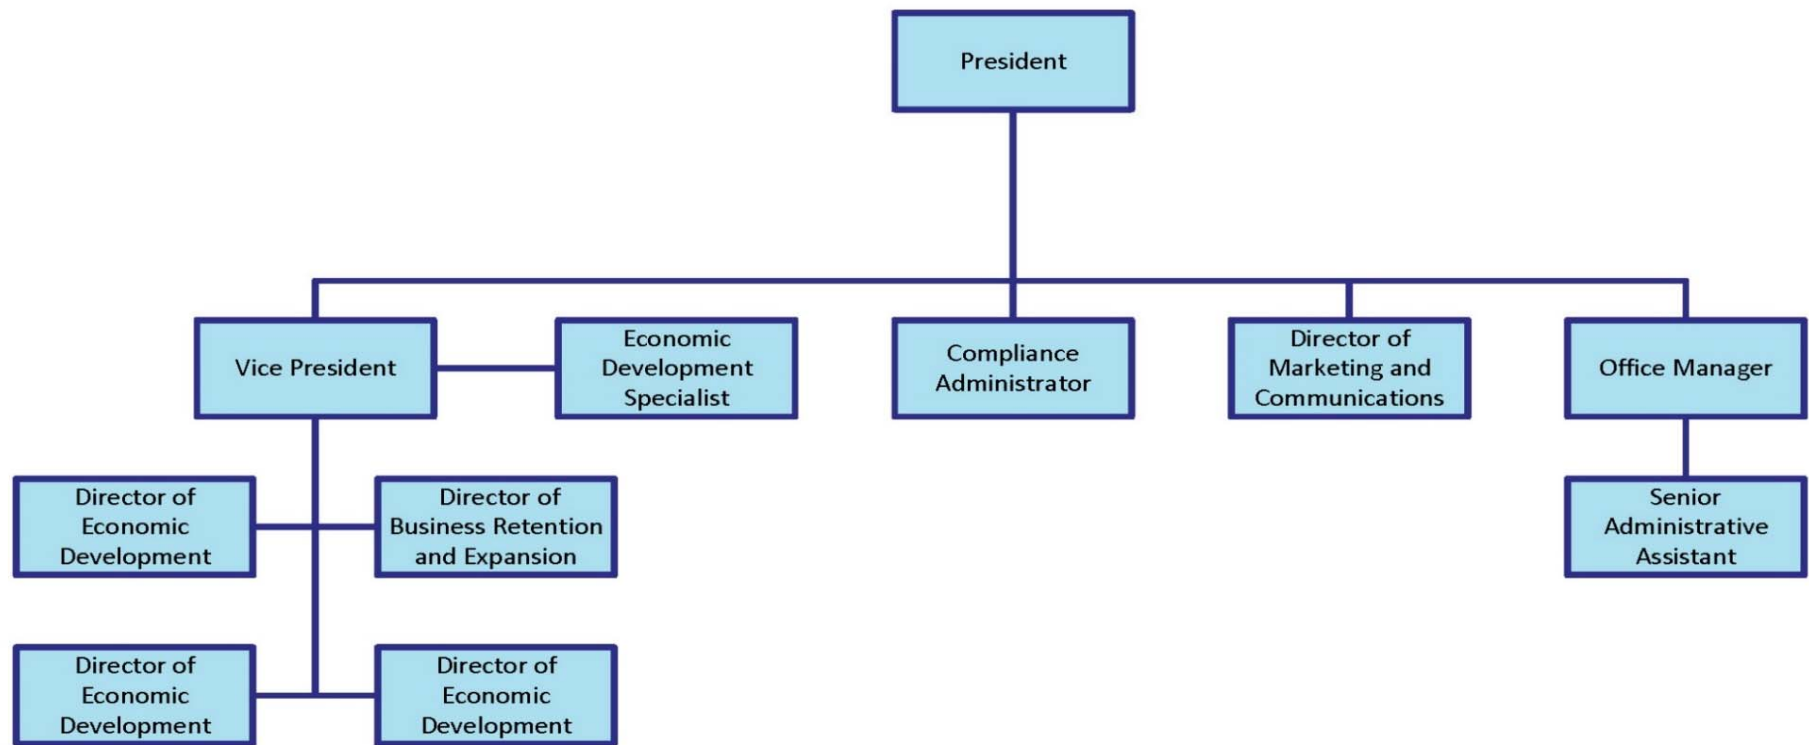 President
Vice President
Economic
Development
Specialist
Compliance
Administrator
Director of
Marketing and
Communications
Office Manager
Director of
Economic
Development
Director of
Business Retention
and Expansion
Senior
Administrative
Assistant
Director of
Economic
Development
Director of
Economic
Development